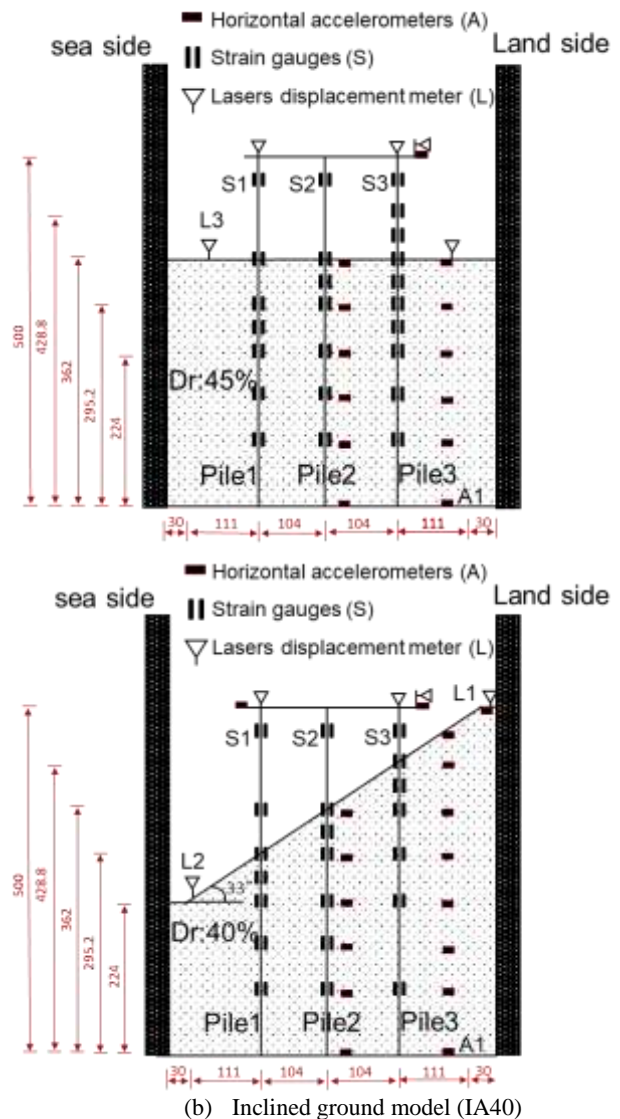 Horizontal accelerometers (A)
sea side
Land side
Strain gauges (S)
Lasers displacement meter (L)
S1 S2 S3
L3
500
428.8
362
295.2
224
Dr:45%
Pile1 Pile2 Pile3
A1
30 111 104 104 111 30
Horizontal accelerometers (A)
sea side
Land side
Strain gauges (S)
Lasers displacement meter (L)
L1
S1 S2 S3
L2
33°
500
428.8
362
295.2
224
Dr:40%
Pile1 Pile2 Pile3
A1
30 111 104 104 111 30
(b) Inclined ground model (IA40)